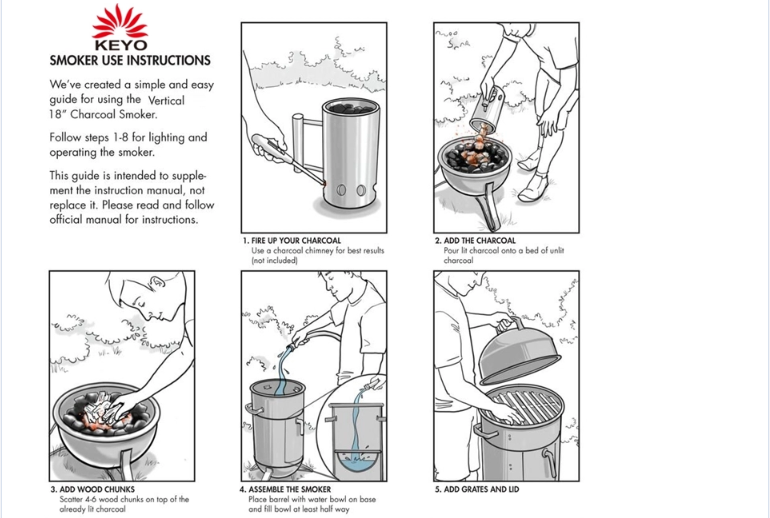 KEYO
SMOKER USE INSTRUCTIONS
We've created a simple and easy
guide for using the Vertical
18" Charcoal Smoker.
Follow steps 1-8 for lighting and
operating the smoker.
This guide is intended to supple-
ment the instruction manual, not
replace it. Please read and follow
official manual for instructions.
1. FIRE UP YOUR CHARCOAL
Use a charcoal chimney for best results
(not included)
2. ADD THE CHARCOAL
Pour lit charcoal onto a bed of unlit
charcoal
3. ADD WOOD CHUNKS
Scatter 4-6 wood chunks on top of the
already lit charcoal
4. ASSEMBLE THE SMOKER
Place barrel with water bowl on base
and fill bowl at least half way
5. ADD GRATES AND LID